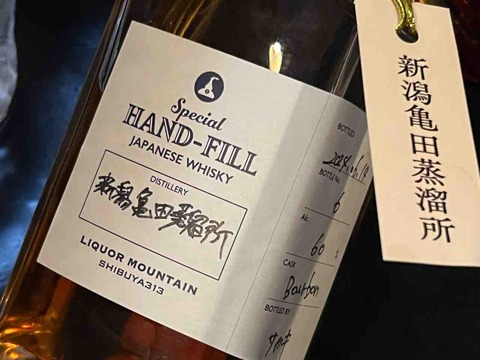 Special
HAND-FILL
JAPANESE WHISKY
DISTILLERY
新潟亀田蒸溜所
LIQUOR MOUNTAIN
SHIBUYA313
BOTTLED
BOTTLE No.
6
Alc.
60 %
CASK
Bourbon
BOTTLED BY
新潟亀田蒸溜所